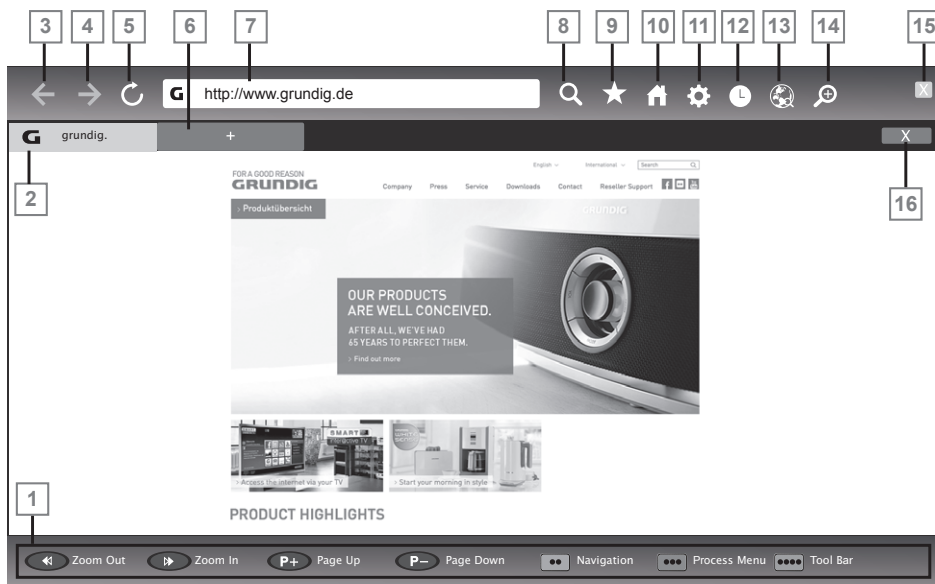 3 4 5 6 7 8 9 10 11 12 13 14 15
G http://www.grundig.de X
G grundig. + X
2 16
English International Search
FOR A GOOD REASON
GRUNDIG
Company Press Service Downloads Contact Reseller Support
› Produktübersicht
GRUNDIG
OUR PRODUCTS
ARE WELL CONCEIVED.
AFTER ALL, WE'VE HAD
65 YEARS TO PERFECT THEM.
› Find out more
SMART
Interactive TV
› Access the internet via your TV
› Start your morning in style
1
PRODUCT HIGHLIGHTS
Zoom Out Zoom In P+ Page Up P− Page Down Navigation Process Menu Tool Bar